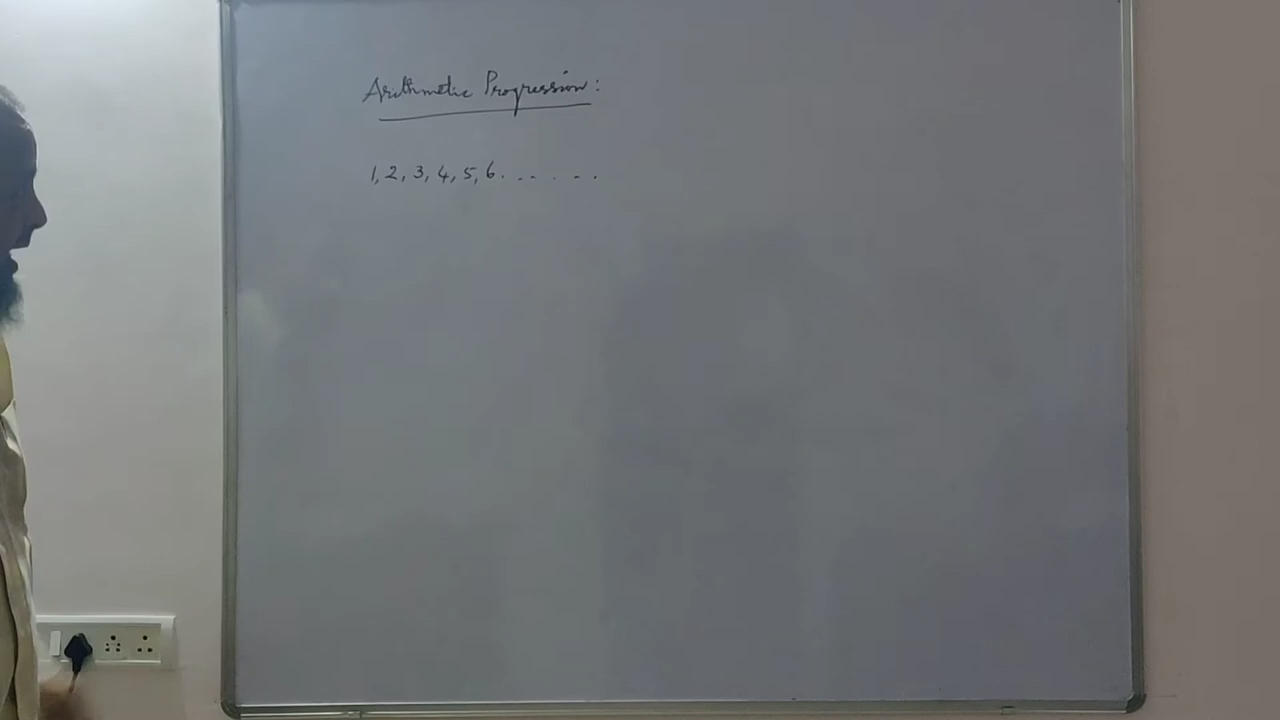 Arithmetic Progression:
1, 2, 3, 4, 5, 6. . . . . . .